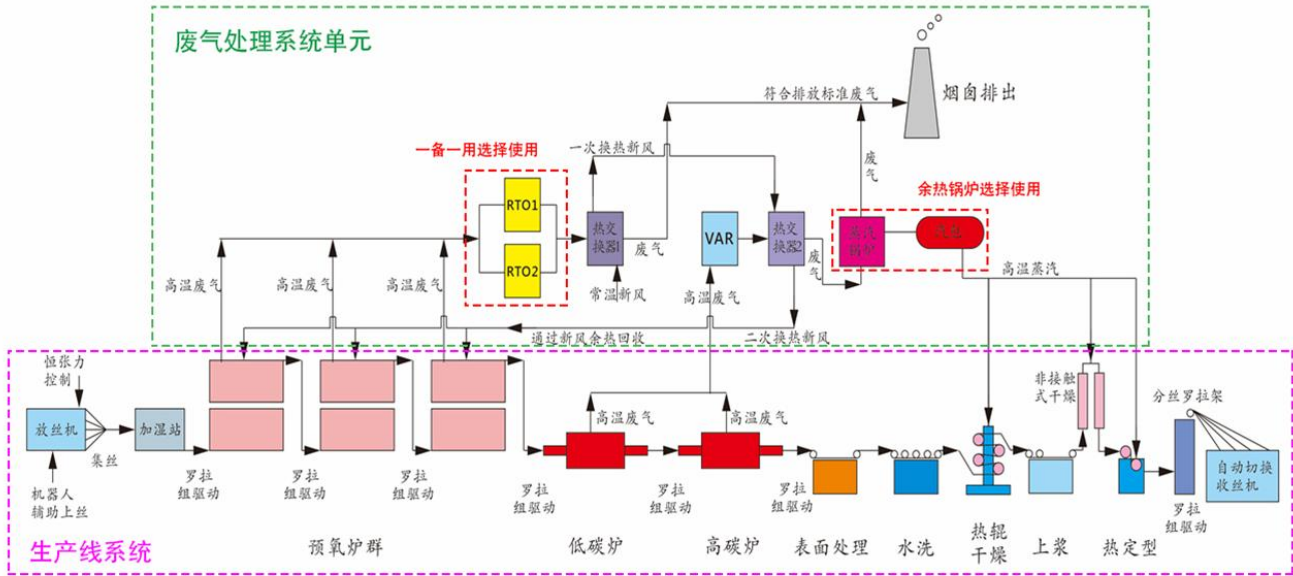 废气处理系统单元
符合排放标准废气
烟囱排出
一备一用选择使用
一次换热新风
废气
余热锅炉选择使用
RTO1
RTO2
热交
换器1
废气
VAR
热交
换器2
废气
蒸汽
锅炉
汽包
高温废气
高温废气
高温废气
常温新风
高温废气
高温蒸汽
通过新风余热回收
二次换热新风
恒张力
控制
放丝机
集丝
加湿站
机器人
辅助上丝
罗拉
组驱动
罗拉
组驱动
罗拉
组驱动
高温废气
高温废气
罗拉
组驱动
罗拉
组驱动
罗拉
组驱动
非接触
式干燥
分丝罗拉架
自动切换
收丝机
罗拉
组驱动
生产线系统
预氧炉群
低碳炉
高碳炉
表面处理
水洗
热辊
干燥
上浆
热定型